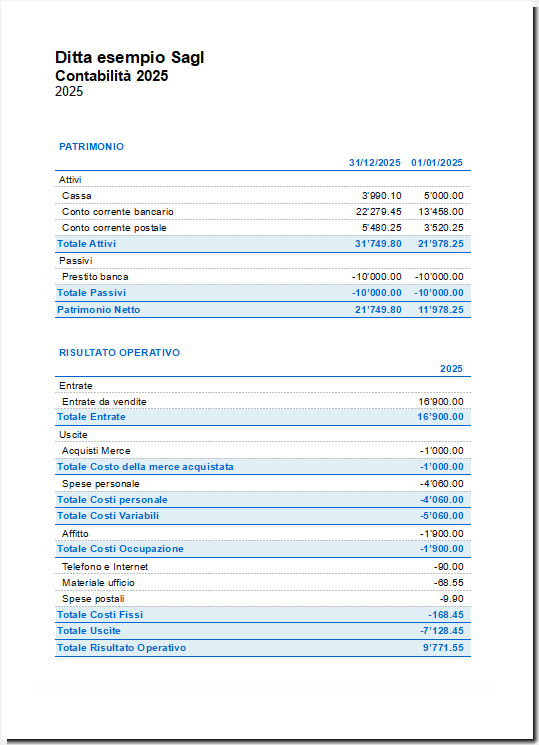 Ditta esempio Sagl
Contabilità 2025
2025
PATRIMONIO
31/12/2025 01/01/2025
Attivi
Cassa 3'990.10 5'000.00
Conto corrente bancario 22'279.45 13'458.00
Conto corrente postale 5'480.25 3'520.25
Totale Attivi 31'749.80 21'978.25
Passivi
Prestito banca -10'000.00 -10'000.00
Totale Passivi -10'000.00 -10'000.00
Patrimonio Netto 21'749.80 11'978.25
RISULTATO OPERATIVO
2025
Entrate
Entrate da vendite 16'900.00
Totale Entrate 16'900.00
Uscite
Acquisti Merce -1'000.00
Totale Costo della merce acquistata -1'000.00
Spese personale -4'060.00
Totale Costi personale -4'060.00
Totale Costi Variabili -5'060.00
Affitto -1'900.00
Totale Costi Occupazione -1'900.00
Telefono e Internet -90.00
Materiale ufficio -68.55
Spese postali -9.90
Totale Costi Fissi -168.45
Totale Uscite -7'128.45
Totale Risultato Operativo 9'771.55